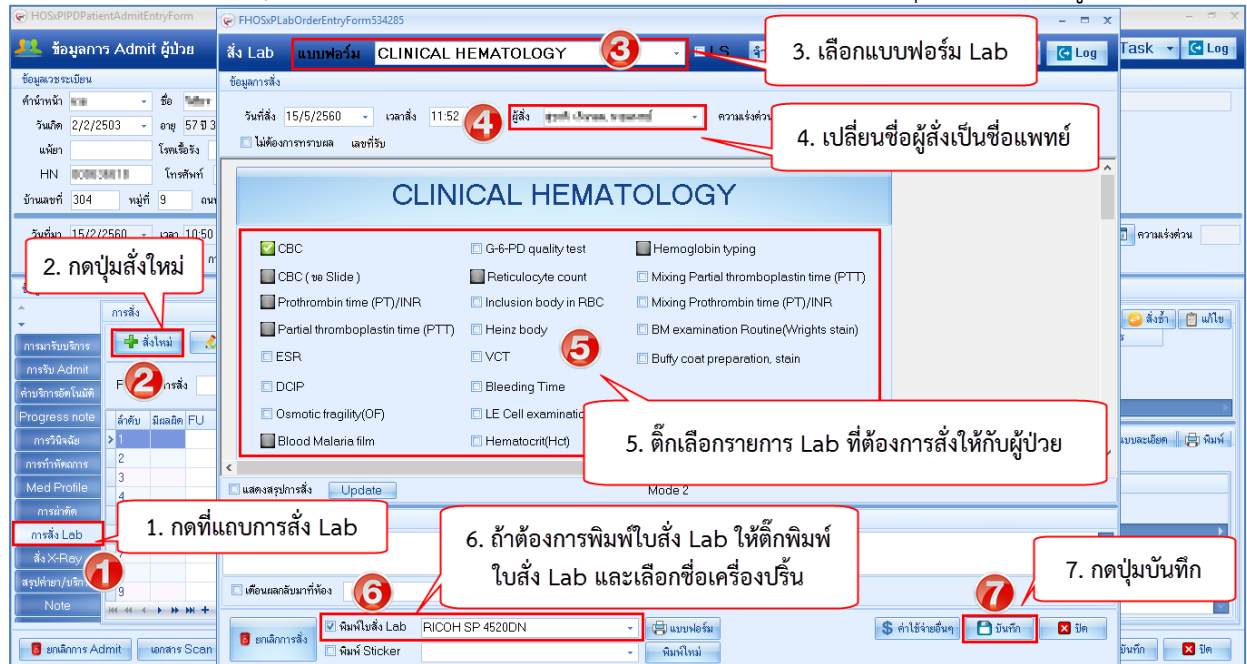 HOSxPIPDPatientAdmitEntryForm
FHOSxPLabOrderEntryForm534285
ข้อมูลการ Admit ผู้ป่วย
สั่ง Lab แบบฟอร์ม CLINICAL HEMATOLOGY
3
3. เลือกแบบฟอร์ม Lab
Log
Task
Log
ข้อมูลเวชระเบียน
ข้อมูลการสั่ง
คำนำหน้า ชื่อ
วันเกิด 2/2/2503 อายุ 57 ปี 3
วันที่สั่ง 15/5/2560 เวลาสั่ง 11:52
4
ผู้สั่ง
ความเร่งด่วน
4. เปลี่ยนชื่อผู้สั่งเป็นชื่อแพทย์
แพ้ยา โรคเรื้อรัง
ไม่ต้องการทราบผล เลขที่รับ
HN โทรศัพท์
บ้านเลขที่ 304 หมู่ที่ 9 ถนน
CLINICAL HEMATOLOGY
วันที่มา 15/2/2560 เวลา 10:50
ความเร่งด่วน
2. กดปุ่มสั่งใหม่
CBC
G-6-PD quality test
Hemoglobin typing
CBC ( ขอ Slide )
Reticulocyte count
Mixing Partial thromboplastin time (PTT)
Prothrombin time (PT)/INR
Inclusion body in RBC
Mixing Prothrombin time (PT)/INR
Partial thromboplastin time (PTT)
Heinz body
BM examination Routine(Wrights stain)
ESR
VCT
Buffy coat preparation, stain
DCIP
Bleeding Time
Osmotic fragility(OF)
LE Cell examinatio
Blood Malaria film
Hematocrit(Hct)
5
5. ติ๊กเลือกรายการ Lab ที่ต้องการสั่งให้กับผู้ป่วย
การสั่ง
สั่งใหม่
2
สั่งซ้ำ
แก้ไข
การมารับบริการ
การรับ Admit
ค่าบริการอัตโนมัติ
Progress note
การวินิจฉัย
การทำหัตถการ
Med Profile
การผ่าตัด
การสั่ง Lab
สั่ง X-Ray
สรุปค่ายา/บริการ
Note
ลำดับ มีผลผิด FU
1
2
3
4
9
พิมพ์
แสดงสรุปการสั่ง Update
Mode 2
1. กดที่แถบการสั่ง Lab
1
6. ถ้าต้องการพิมพ์ใบสั่ง Lab ให้ติ๊กพิมพ์
ใบสั่ง Lab และเลือกชื่อเครื่องปริ้น
7. กดปุ่มบันทึก
เตือนผลกลับมาที่ห้อง
6
7
ยกเลิกการสั่ง
พิมพ์ใบสั่ง Lab RICOH SP 4520DN
แบบฟอร์ม
ค่าใช้จ่ายอื่นๆ
บันทึก
ปิด
พิมพ์ Sticker
พิมพ์ใหม่
ยกเลิกการ Admit
เอกสาร Scan
บันทึก
ปิด